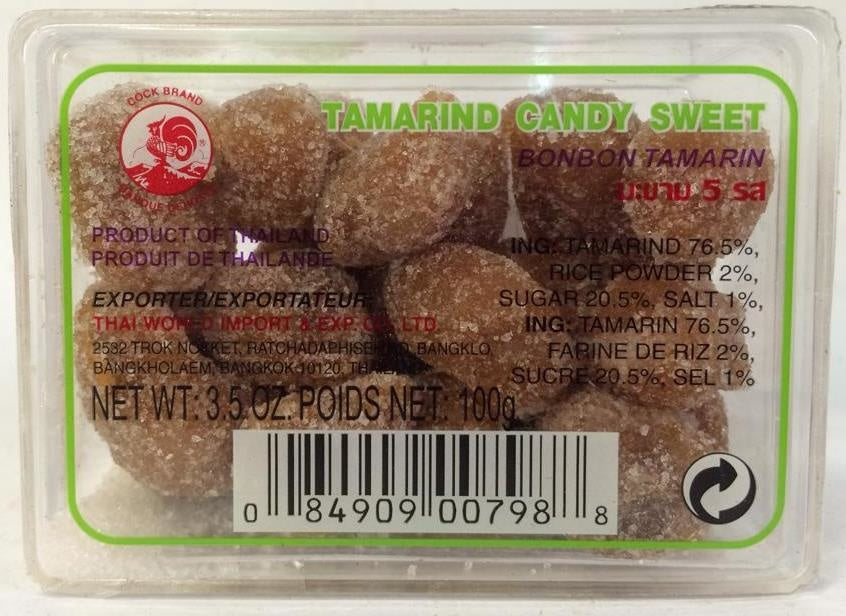 COCK BRAND
MARQUE
TAMARIND CANDY SWEET
BONBON TAMARIN
มะขาม 5 รส
PRODUCT OF THAILAND
PRODUIT DE THAILANDE
ING: TAMARIND 76.5%,
RICE POWDER 2%,
SUGAR 20.5%, SALT 1%,
ING: TAMARIN 76.5%,
FARINE DE RIZ 2%,
SUCRE 20.5%, SEL 1%
EXPORTER/EXPORTATEUR:
THAI WORLD IMPORT & EXP. CO., LTD.
2532 TROK RATCHADAPHISEK BANGKLO,
BANGKHOLAEM, BANGKOK 10120, THAILAND
NET WT: 3.5 OZ. POIDS NET: 100g.
0 84909 00798 8